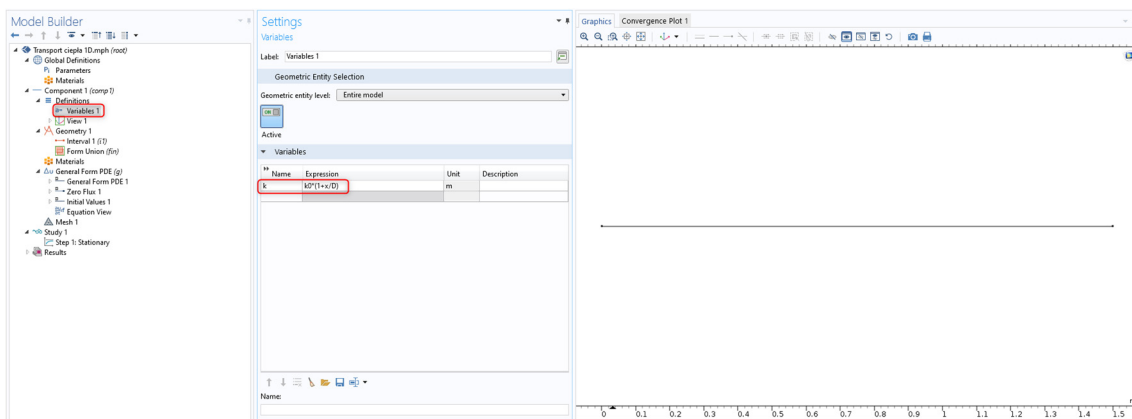 Model Builder
Transport ciepła 1D.mph (root)
Global Definitions
Pi Parameters
Materials
Component 1 (comp1)
Definitions
a= Variables 1
View 1
Geometry 1
Interval 1 (i1)
Form Union (fin)
Materials
Δu General Form PDE (g)
General Form PDE 1
Zero Flux 1
Initial Values 1
Equation View
Mesh 1
Study 1
Step 1: Stationary
Results
Settings
Variables
Label: Variables 1
Geometric Entity Selection
Geometric entity level: Entire model
Active
Variables
Name Expression Unit Description
k k0*(1+x/D) m
Name:
Graphics Convergence Plot 1
0 0.1 0.2 0.3 0.4 0.5 0.6 0.7 0.8 0.9 1 1.1 1.2 1.3 1.4 1.5